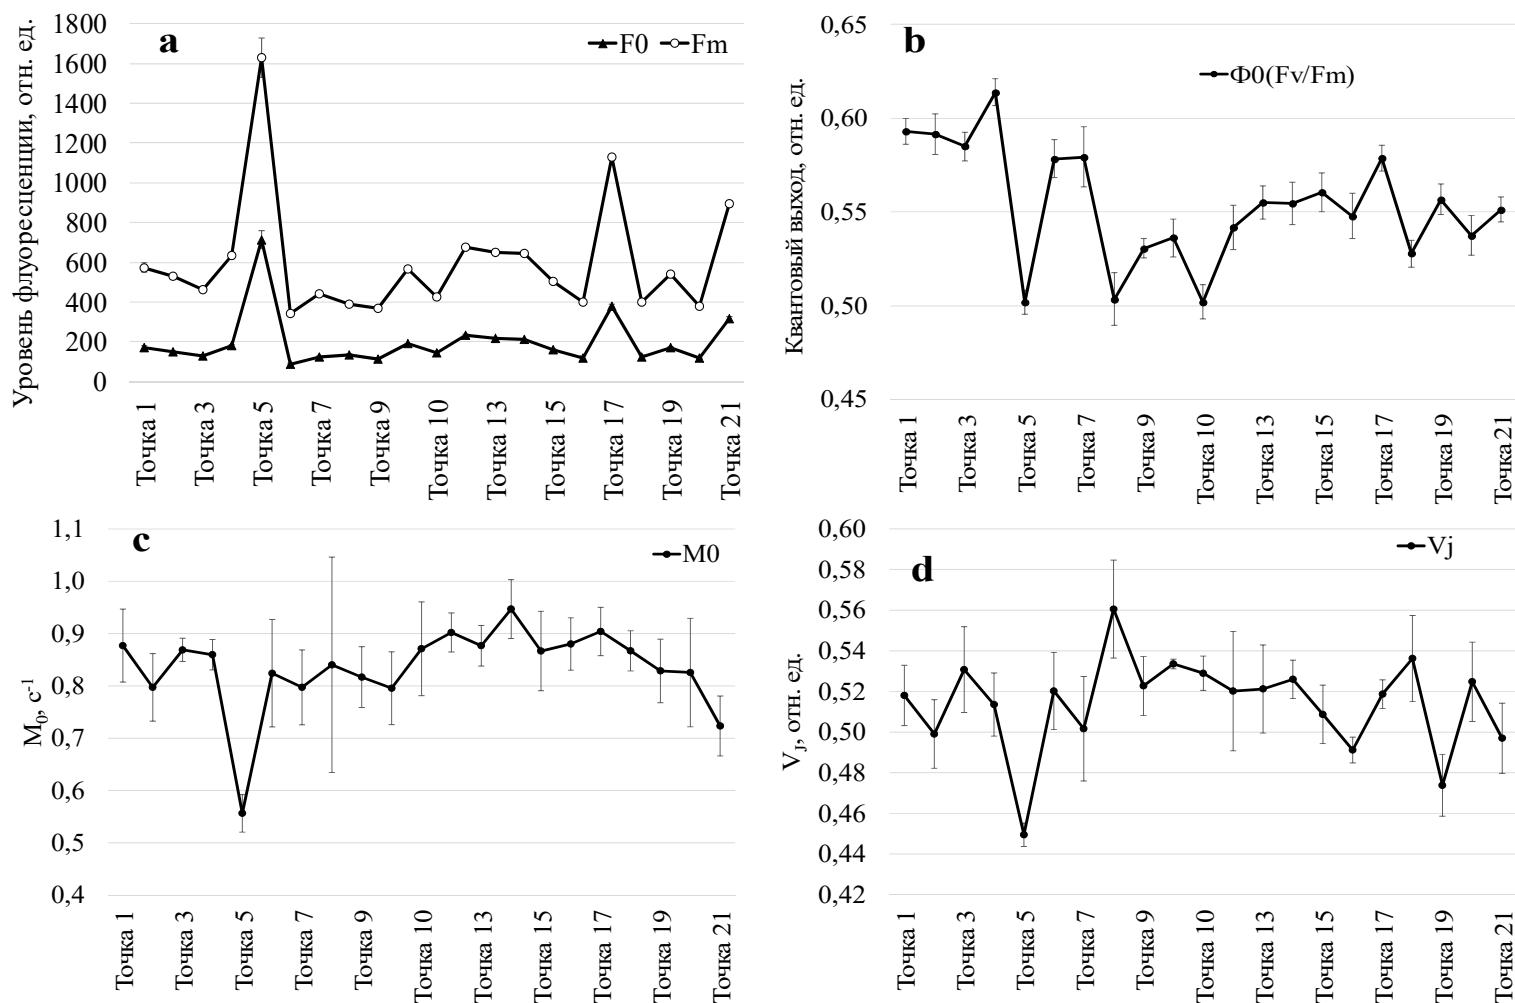 a
F0
Fm
Уровень флуоресценции, отн. ед.
1800
1600
1400
1200
1000
800
600
400
200
0
Точка 1
Точка 3
Точка 5
Точка 7
Точка 9
Точка 10
Точка 13
Точка 15
Точка 17
Точка 19
Точка 21
b
Ф0(Fv/Fm)
Квантовый выход, отн. ед.
0,65
0,60
0,55
0,50
0,45
Точка 1
Точка 3
Точка 5
Точка 7
Точка 9
Точка 10
Точка 13
Точка 15
Точка 17
Точка 19
Точка 21
c
M0
M0, с-1
1,1
1,0
0,9
0,8
0,7
0,6
0,5
0,4
Точка 1
Точка 3
Точка 5
Точка 7
Точка 9
Точка 10
Точка 13
Точка 15
Точка 17
Точка 19
Точка 21
d
Vj
VJ, отн. ед.
0,60
0,58
0,56
0,54
0,52
0,50
0,48
0,46
0,44
0,42
Точка 1
Точка 3
Точка 5
Точка 7
Точка 9
Точка 10
Точка 13
Точка 15
Точка 17
Точка 19
Точка 21